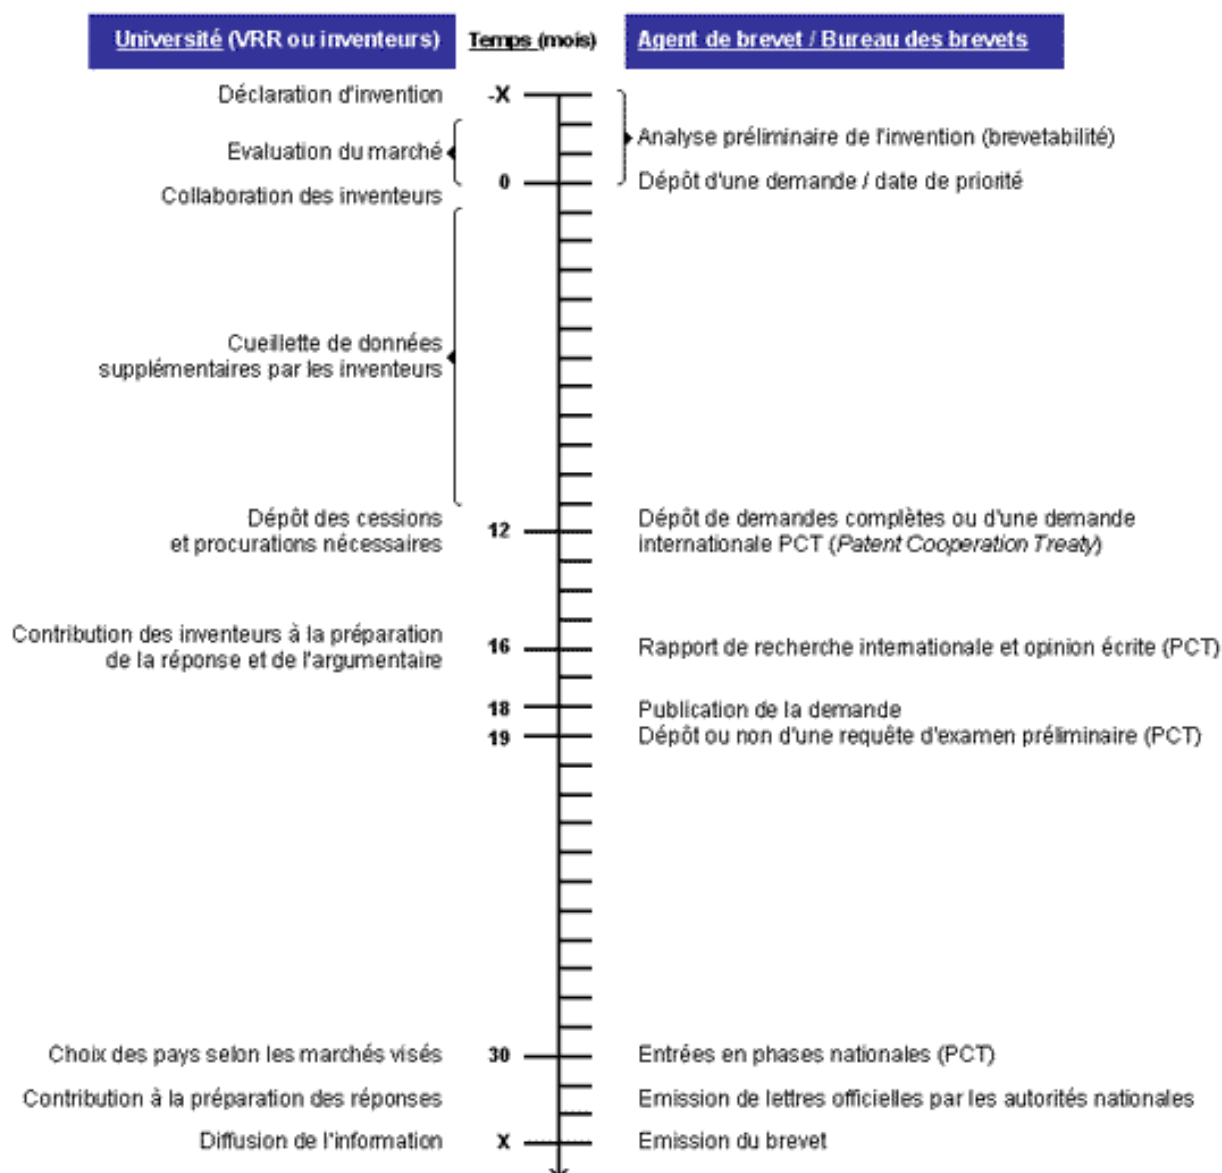 Université (VRR ou inventeurs) Temps (mois) Agent de brevet / Bureau des brevets
Déclaration d'invention -X
Analyse préliminaire de l'invention (brevetabilité)
Evaluation du marché
0 Dépôt d'une demande / date de priorité
Collaboration des inventeurs
Cueillette de données
supplémentaires par les inventeurs
Dépôt des cessions
et procurations nécessaires
12
Dépôt de demandes complètes ou d'une demande
internationale PCT (Patent Cooperation Treaty)
Contribution des inventeurs à la préparation
de la réponse et de l'argumentaire
16 Rapport de recherche internationale et opinion écrite (PCT)
18 Publication de la demande
19 Dépôt ou non d'une requête d'examen préliminaire (PCT)
Choix des pays selon les marchés visés 30 Entrées en phases nationales (PCT)
Contribution à la préparation des réponses Emission de lettres officielles par les autorités nationales
Diffusion de l'information X Emission du brevet